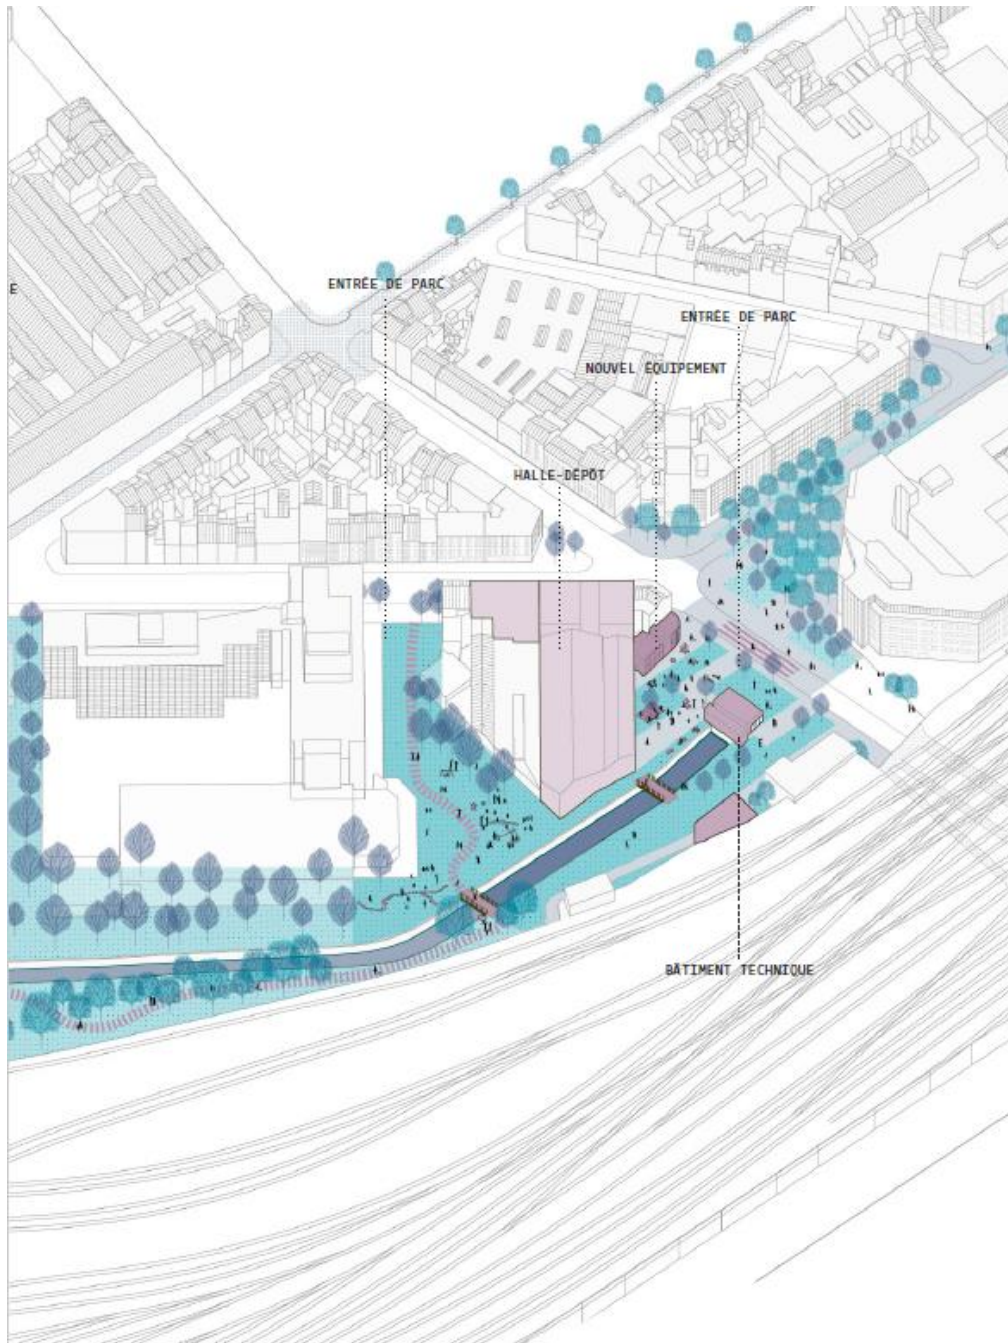 ENTRÉE DE PARC
E
ENTRÉE DE PARC
NOUVEL ÉQUIPEMENT
HALLE-DÉPÔT
BÂTIMENT TECHNIQUE